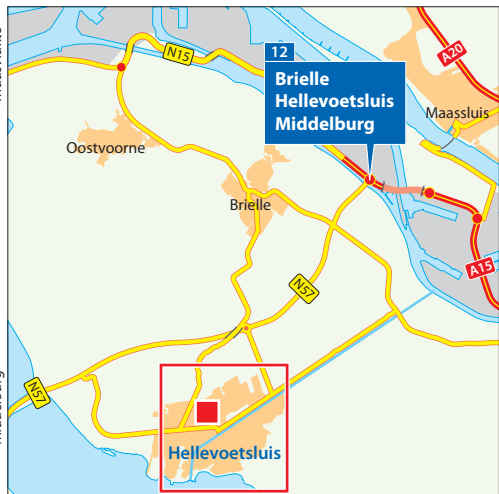 N15
12
Brielle
Hellevoetsluis
Middelburg
A20
Maassluis
Oostvoorne
Brielle
N57
A15
N57
Hellevoetsluis